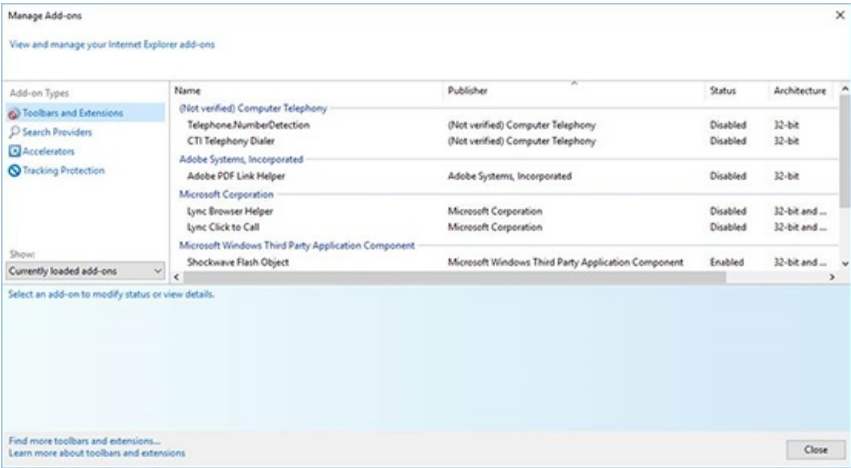 Manage Add-ons
View and manage your Internet Explorer add-ons
Add-on Types
Toolbars and Extensions
Search Providers
Accelerators
Tracking Protection
Show:
Currently loaded add-ons
Name Publisher Status Architecture
(Not verified) Computer Telephony
Telephone.NumberDetection (Not verified) Computer Telephony Disabled 32-bit
CTI Telephony Dialer (Not verified) Computer Telephony Disabled 32-bit
Adobe Systems, Incorporated
Adobe PDF Link Helper Adobe Systems, Incorporated Disabled 32-bit
Microsoft Corporation
Lync Browser Helper Microsoft Corporation Disabled 32-bit and ...
Lync Click to Call Microsoft Corporation Disabled 32-bit and ...
Microsoft Windows Third Party Application Component
Shockwave Flash Object Microsoft Windows Third Party Application Component Enabled 32-bit and ...
Select an add-on to modify status or view details.
Find more toolbars and extensions...
Learn more about toolbars and extensions
Close